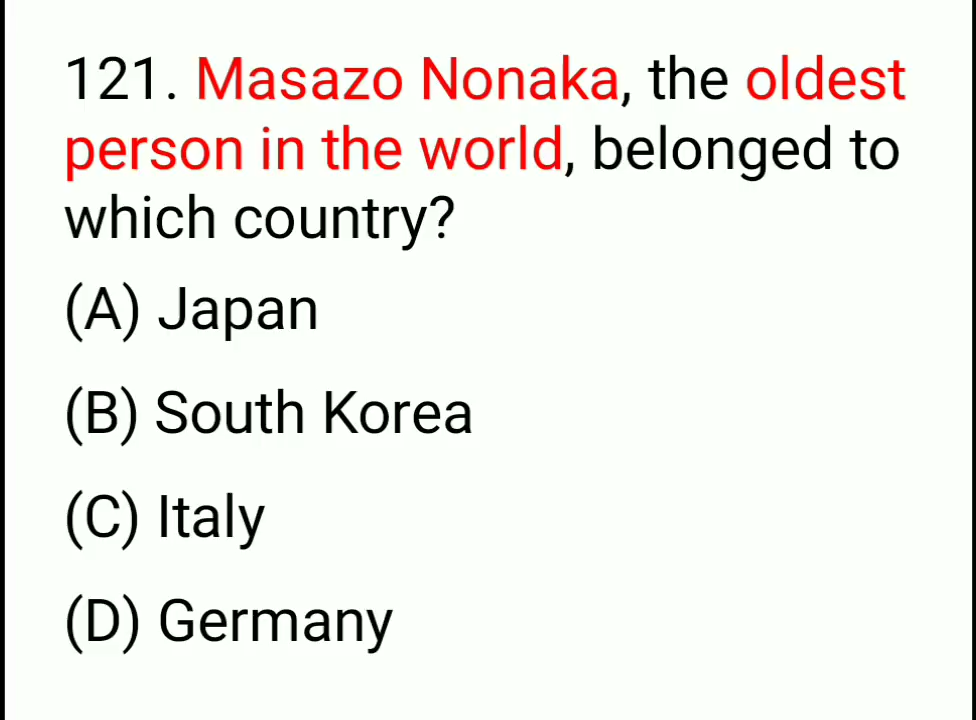 121. Masazo Nonaka, the oldest
person in the world, belonged to
which country?
(A) Japan
(B) South Korea
(C) Italy
(D) Germany